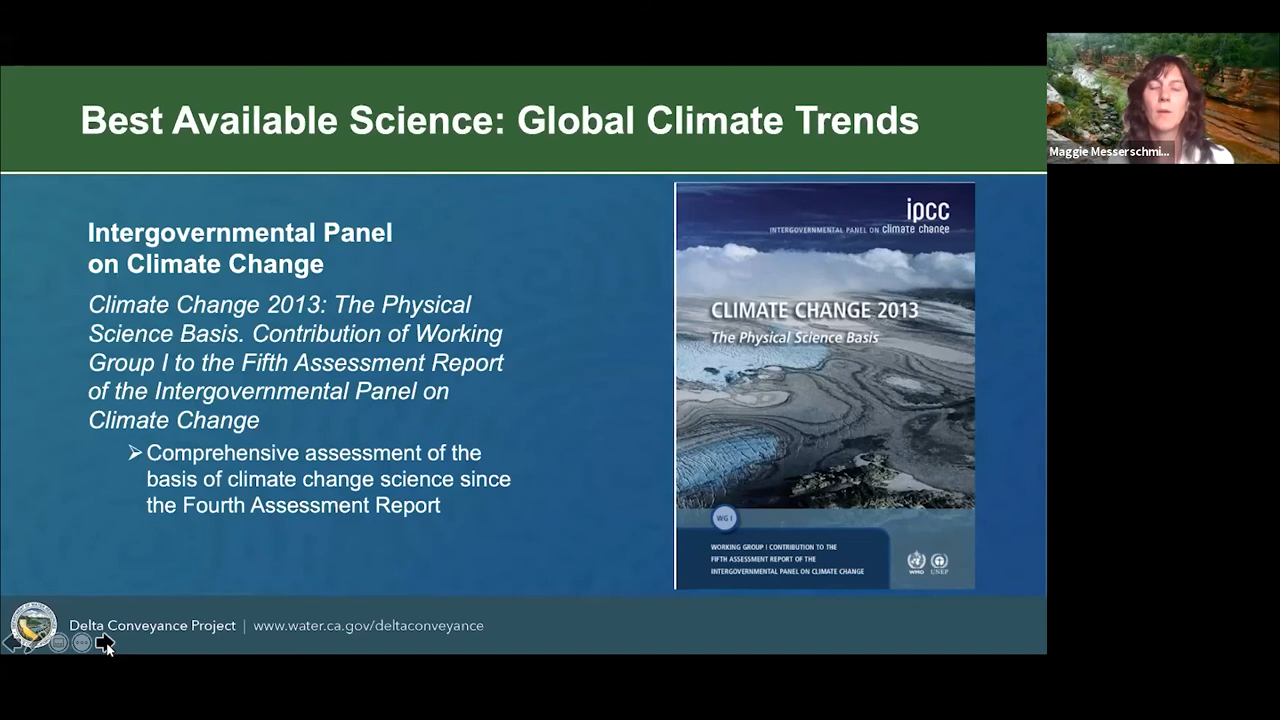 Best Available Science: Global Climate Trends
Maggie Messerschmi...
Intergovernmental Panel
on Climate Change
Climate Change 2013: The Physical
Science Basis. Contribution of Working
Group I to the Fifth Assessment Report
of the Intergovernmental Panel on
Climate Change
Comprehensive assessment of the
basis of climate change science since
the Fourth Assessment Report
ipcc
INTERGOVERNMENTAL PANEL ON climate change
CLIMATE CHANGE 2013
The Physical Science Basis
WG I
WORKING GROUP I CONTRIBUTION TO THE
FIFTH ASSESSMENT REPORT OF THE
INTERGOVERNMENTAL PANEL ON CLIMATE CHANGE
WMO UNEP
Delta Conveyance Project | www.water.ca.gov/deltaconveyance